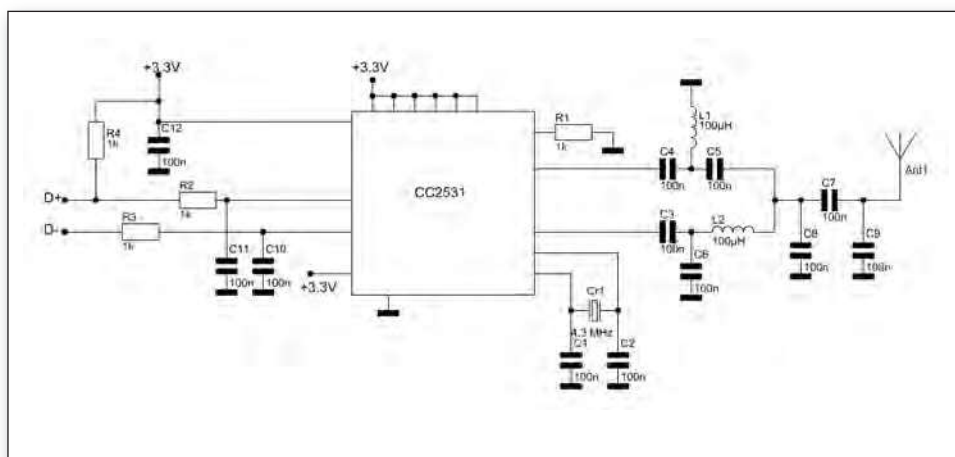 +3.3V
+3.3V
R4
1k
C12
100n
R1
1k
L1
100µH
C4
100n
C5
100n
CC2531
D+
R2
1k
D-
R3
1k
C11
100n
C10
100n
+3.3V
C3
100n
L2
100µH
C6
100n
C7
100n
C8
100n
C9
100n
Ant1
Cr1
4.3 MHz
C1
100n
C2
100n